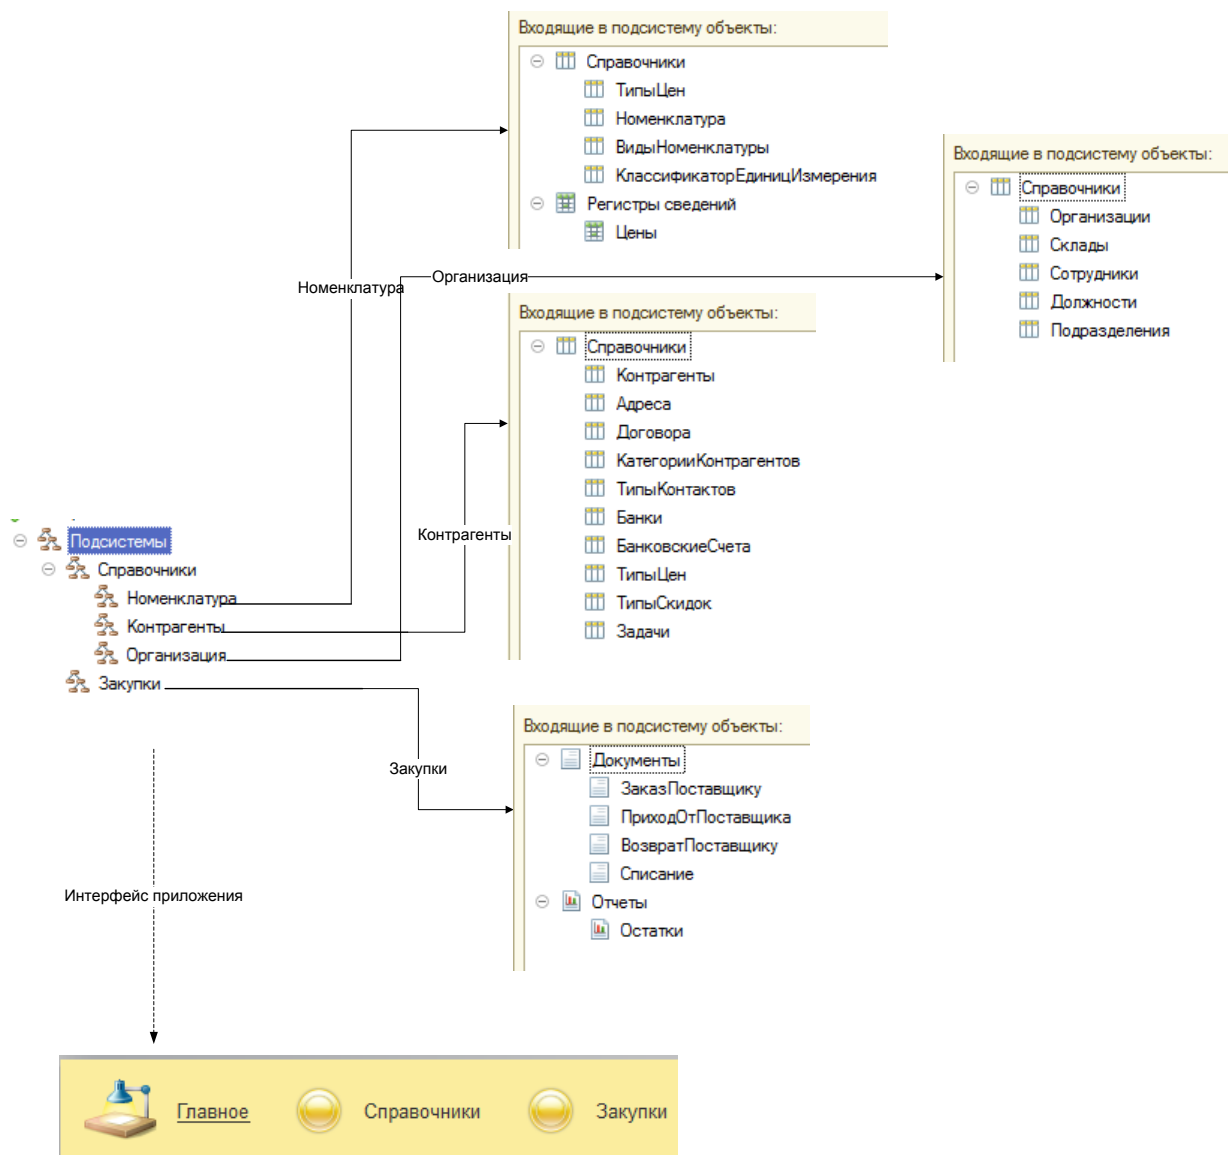 Входящие в подсистему объекты:
Справочники
ТипыЦен
Номенклатура
ВидыНоменклатуры
КлассификаторЕдиницИзмерения
Регистры сведений
Цены
Входящие в подсистему объекты:
Справочники
Организации
Склады
Сотрудники
Должности
Подразделения
Номенклатура
Организация
Входящие в подсистему объекты:
Справочники
Контрагенты
Адреса
Договора
КатегорииКонтрагентов
ТипыКонтактов
Банки
БанковскиеСчета
ТипыЦен
ТипыСкидок
Задачи
Контрагенты
Подсистемы
Справочники
Номенклатура
Контрагенты
Организация
Закупки
Закупки
Входящие в подсистему объекты:
Документы
ЗаказПоставщику
ПриходОтПоставщика
ВозвратПоставщику
Списание
Отчеты
Остатки
Интерфейс приложения
Главное
Справочники
Закупки